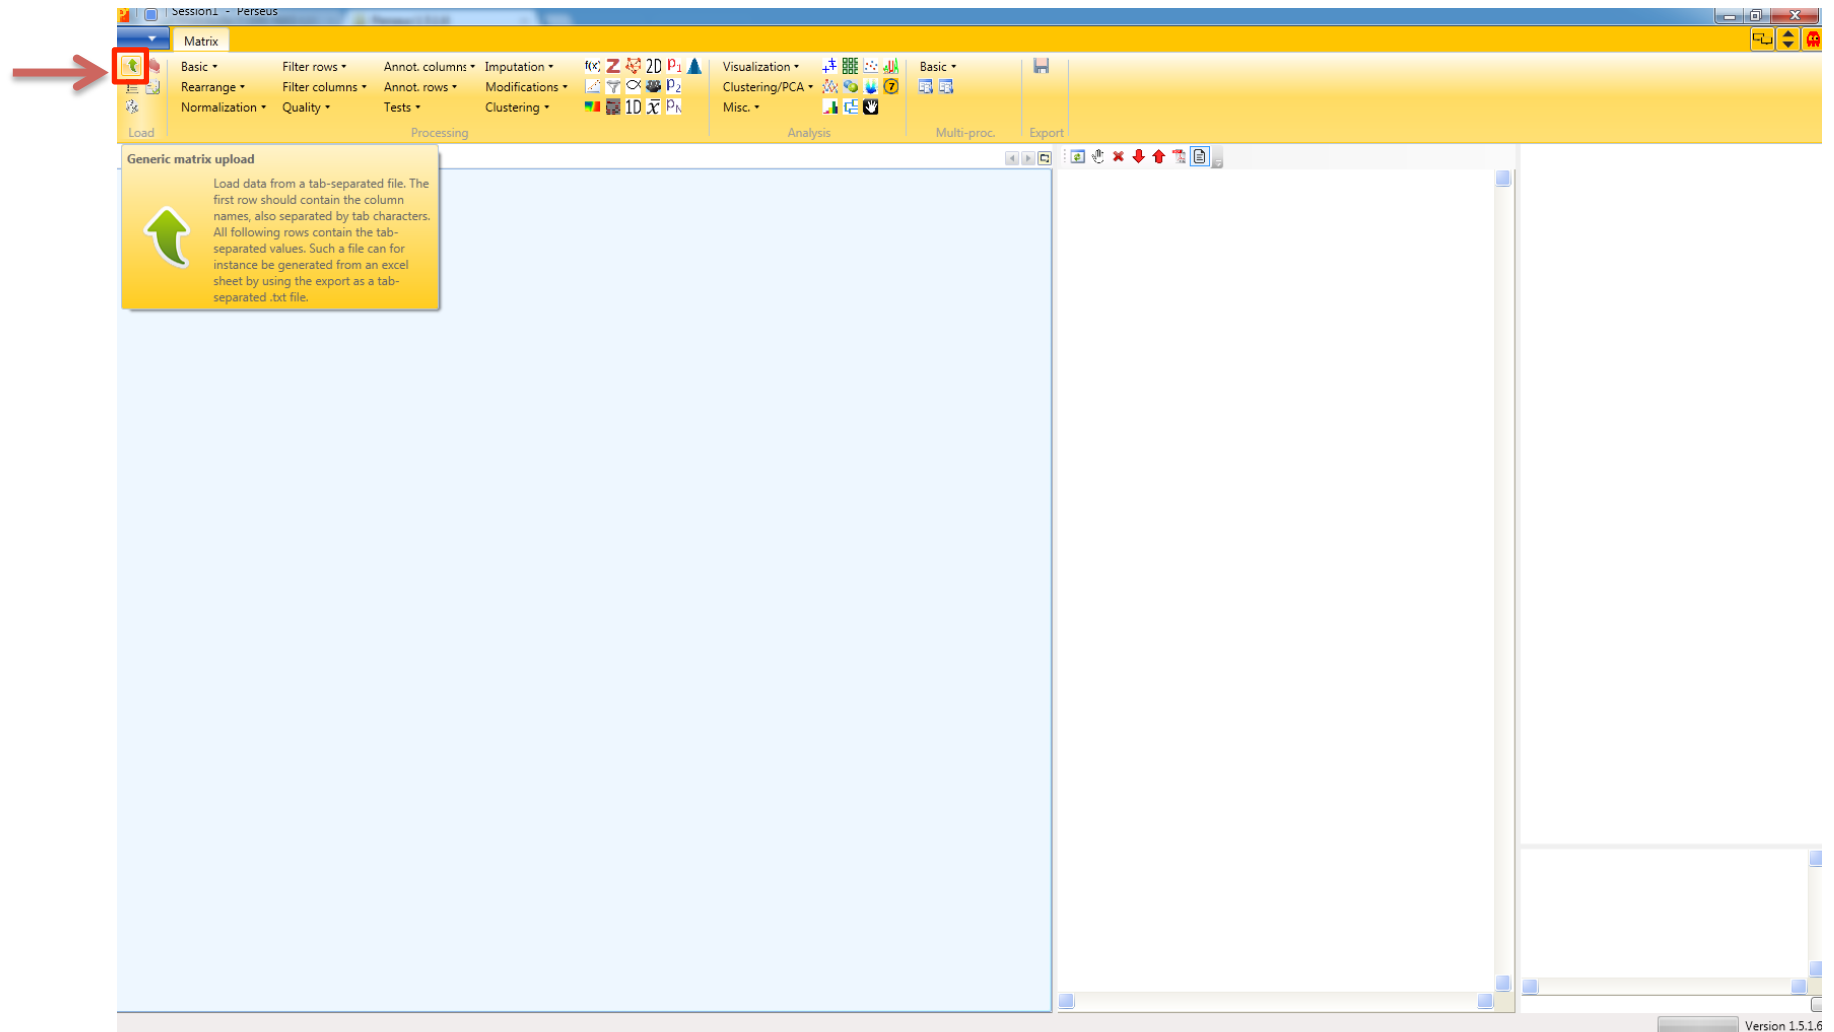 Session1 - Perseus
Matrix
Basic Filter rows Annot. columns Imputation f(x) Z 2D p1 Visualization Basic
Rearrange Filter columns Annot. rows Modifications p2 Clustering/PCA 7
Normalization Quality Tests Clustering 1D x̅ pN Misc.
Load Processing Analysis Multi-proc. Export
Generic matrix upload
Load data from a tab-separated file. The
first row should contain the column
names, also separated by tab characters.
All following rows contain the tab-
separated values. Such a file can for
instance be generated from an excel
sheet by using the export as a tab-
separated .txt file.
Version 1.5.1.6